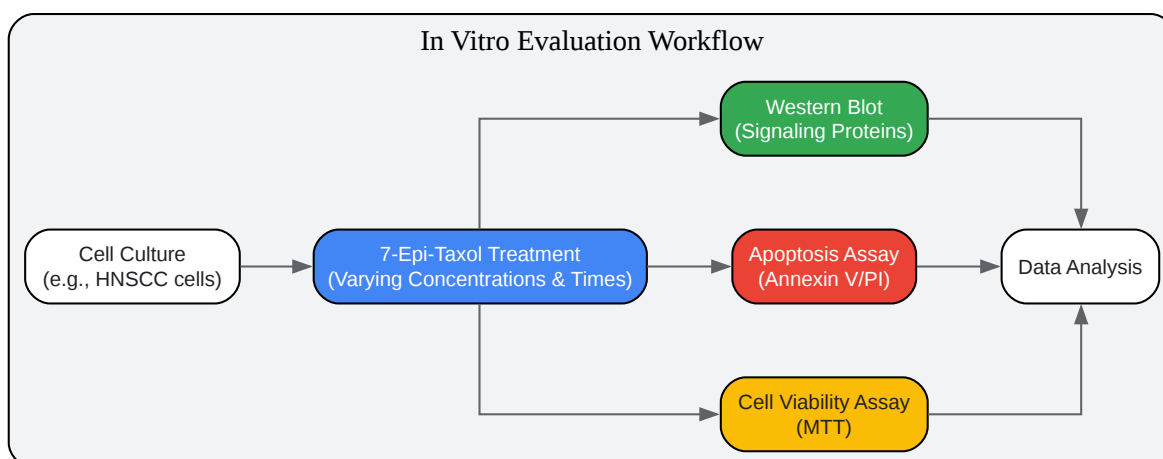 In Vitro Evaluation Workflow
Western Blot
(Signaling Proteins)
Cell Culture
(e.g., HNSCC cells)
7-Epi-Taxol Treatment
(Varying Concentrations & Times)
Apoptosis Assay
(Annexin V/PI)
Data Analysis
Cell Viability Assay
(MTT)